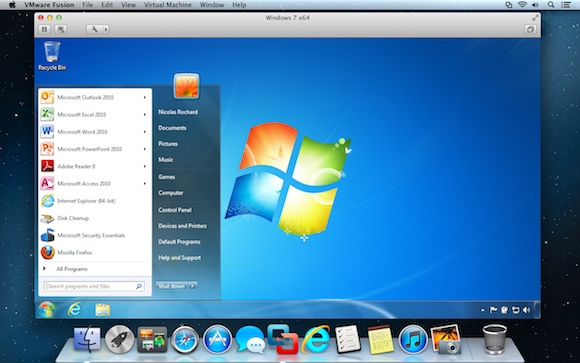 VMware Fusion File Edit View Virtual Machine Window Help
Windows 7 x64
Recycle Bin
Microsoft Outlook 2010
Microsoft Excel 2010
Microsoft Word 2010
Microsoft PowerPoint 2010
Adobe Reader 9
Microsoft Access 2010
Internet Explorer (64-bit)
Disk Cleanup
Microsoft Security Essentials
Mozilla Firefox
All Programs
Search programs and files
Nicolas Rochard
Documents
Pictures
Music
Games
Computer
Control Panel
Devices and Printers
Default Programs
Help and Support
Shut down